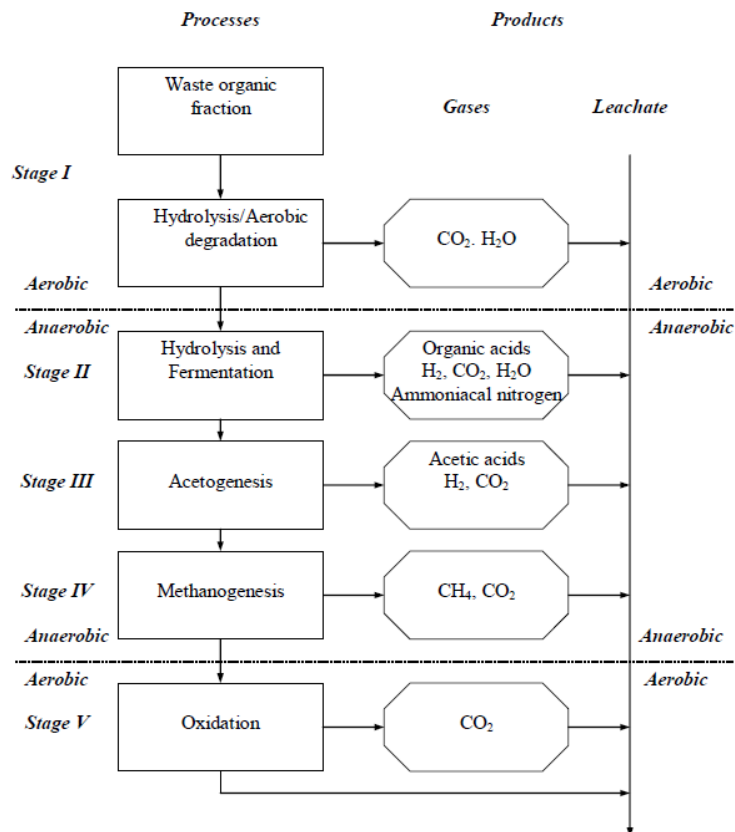 Processes Products
Waste organic
fraction
Gases Leachate
Stage I
Hydrolysis/Aerobic
degradation
CO₂. H₂O
Aerobic Aerobic
Anaerobic Anaerobic
Hydrolysis and
Fermentation
Organic acids
H₂, CO₂, H₂O
Ammoniacal nitrogen
Stage II
Stage III
Acetogenesis
Acetic acids
H₂, CO₂
Stage IV
Methanogenesis
CH₄, CO₂
Anaerobic Anaerobic
Aerobic Aerobic
Stage V
Oxidation
CO₂